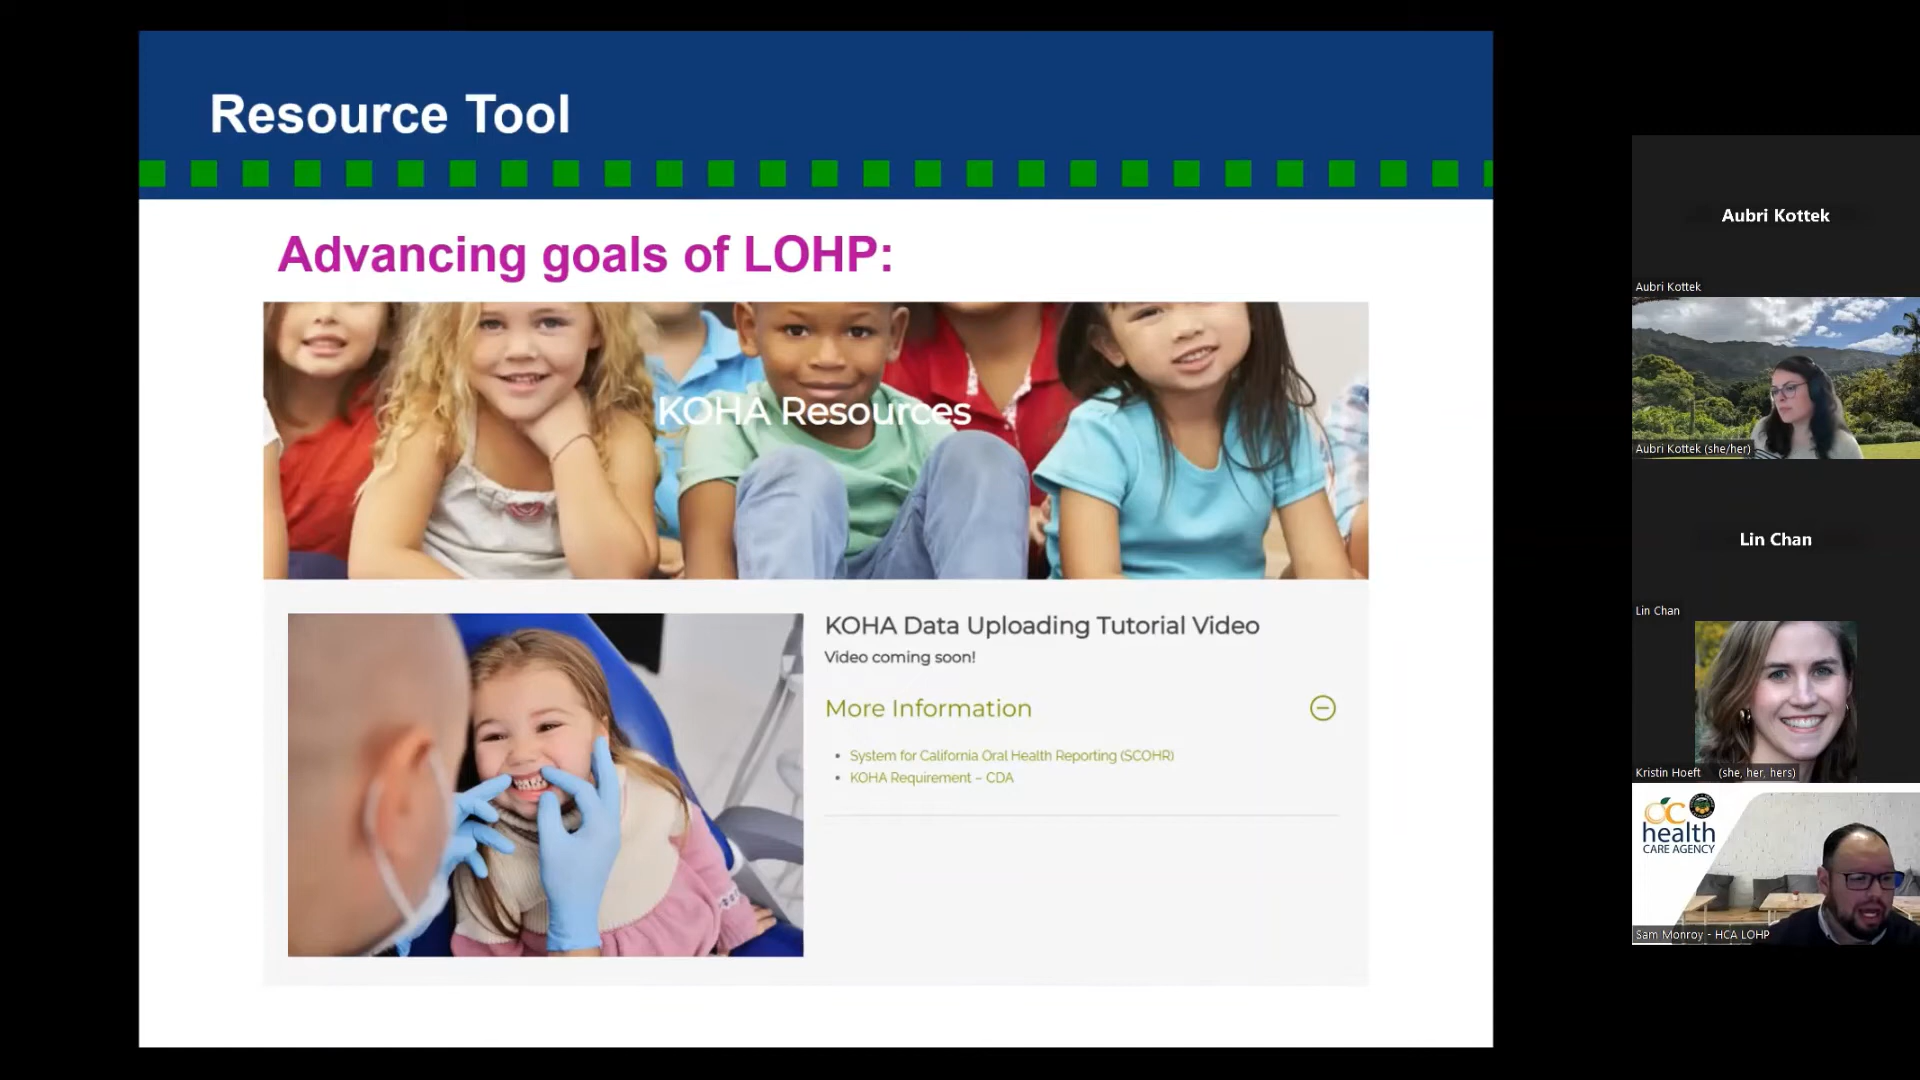 Resource Tool
Advancing goals of LOHP:
KOHA Resources
KOHA Data Uploading Tutorial Video
Video coming soon!
More Information
System for California Oral Health Reporting (SCOHR)
KOHA Requirement – CDA
Aubri Kottek
Aubri Kottek
Aubri Kottek (she/her)
Lin Chan
Lin Chan
Kristin Hoeft (she, her, hers)
OC
health
CARE AGENCY
Sam Monroy - HCA LOHP